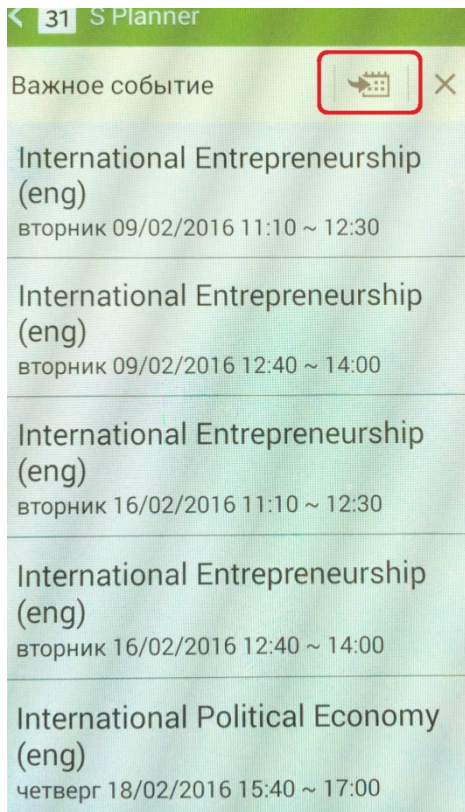 31 S Planner
Важное событие
International Entrepreneurship
(eng)
вторник 09/02/2016 11:10 ~ 12:30
International Entrepreneurship
(eng)
вторник 09/02/2016 12:40 ~ 14:00
International Entrepreneurship
(eng)
вторник 16/02/2016 11:10 ~ 12:30
International Entrepreneurship
(eng)
вторник 16/02/2016 12:40 ~ 14:00
International Political Economy
(eng)
четверг 18/02/2016 15:40 ~ 17:00